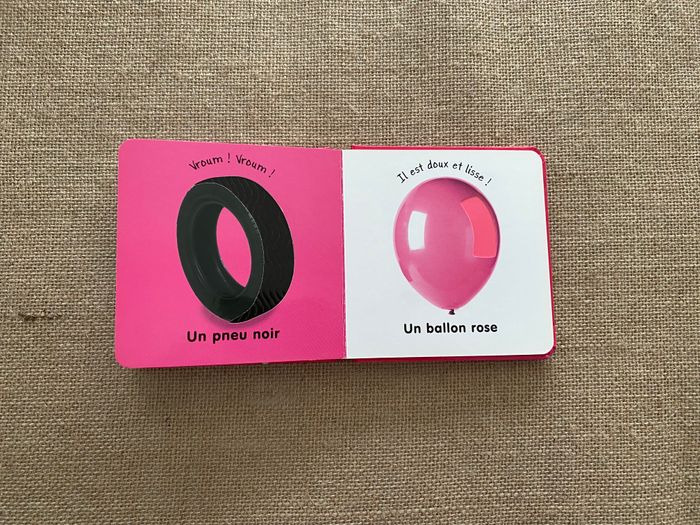 Vroum ! Vroum !
Un pneu noir
Il est doux et lisse !
Un ballon rose